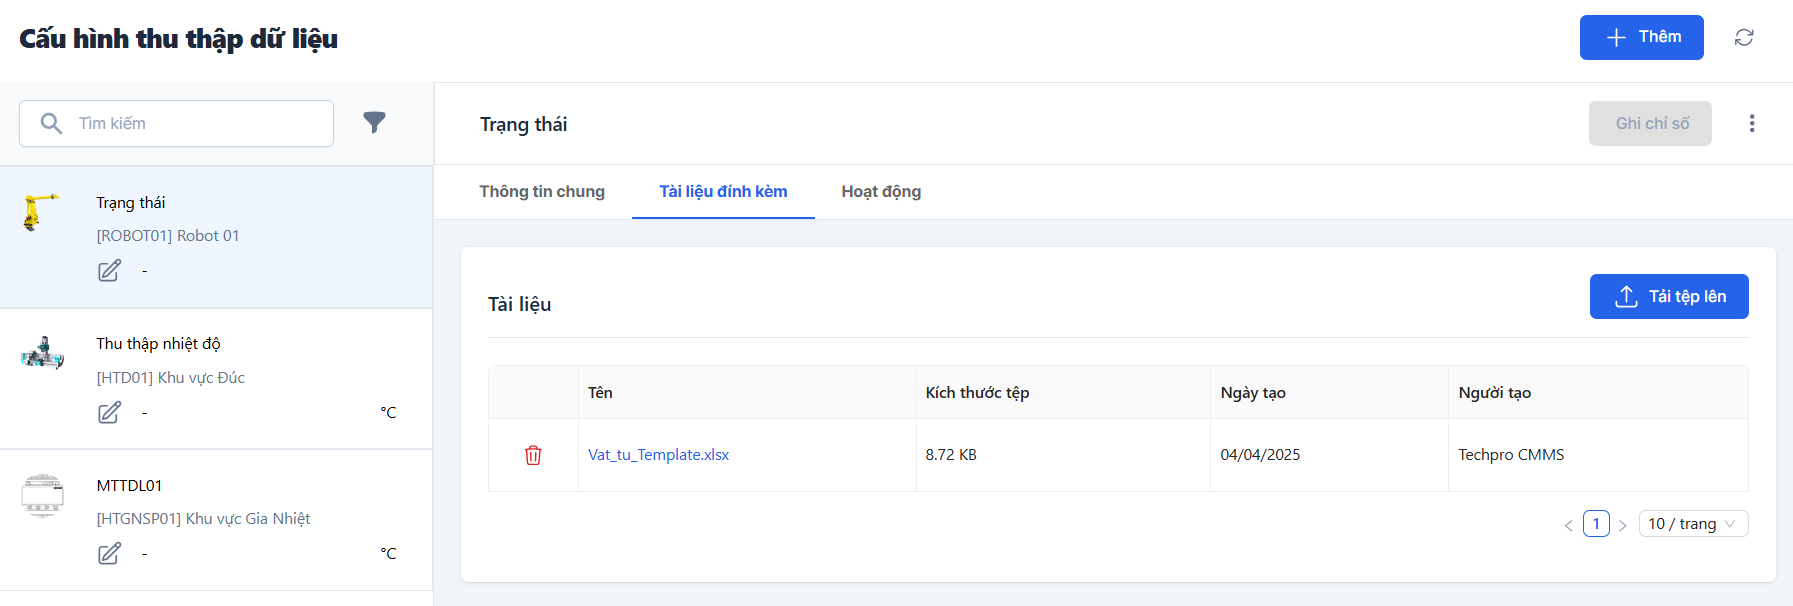 Cấu hình thu thập dữ liệu
Thêm
Tìm kiếm
Trạng thái
[ROBOT01] Robot 01
-
Thu thập nhiệt độ
[HTD01] Khu vực Đúc
- °C
MTTDL01
[HTGNSP01] Khu vực Gia Nhiệt
- °C
Trạng thái
Ghi chỉ số
Thông tin chung Tài liệu đính kèm Hoạt động
Tài liệu
Tải tệp lên
Tên Kích thước tệp Ngày tạo Người tạo
Vat_tu_Template.xlsx 8.72 KB 04/04/2025 Techpro CMMS
< 1 > 10 / trang